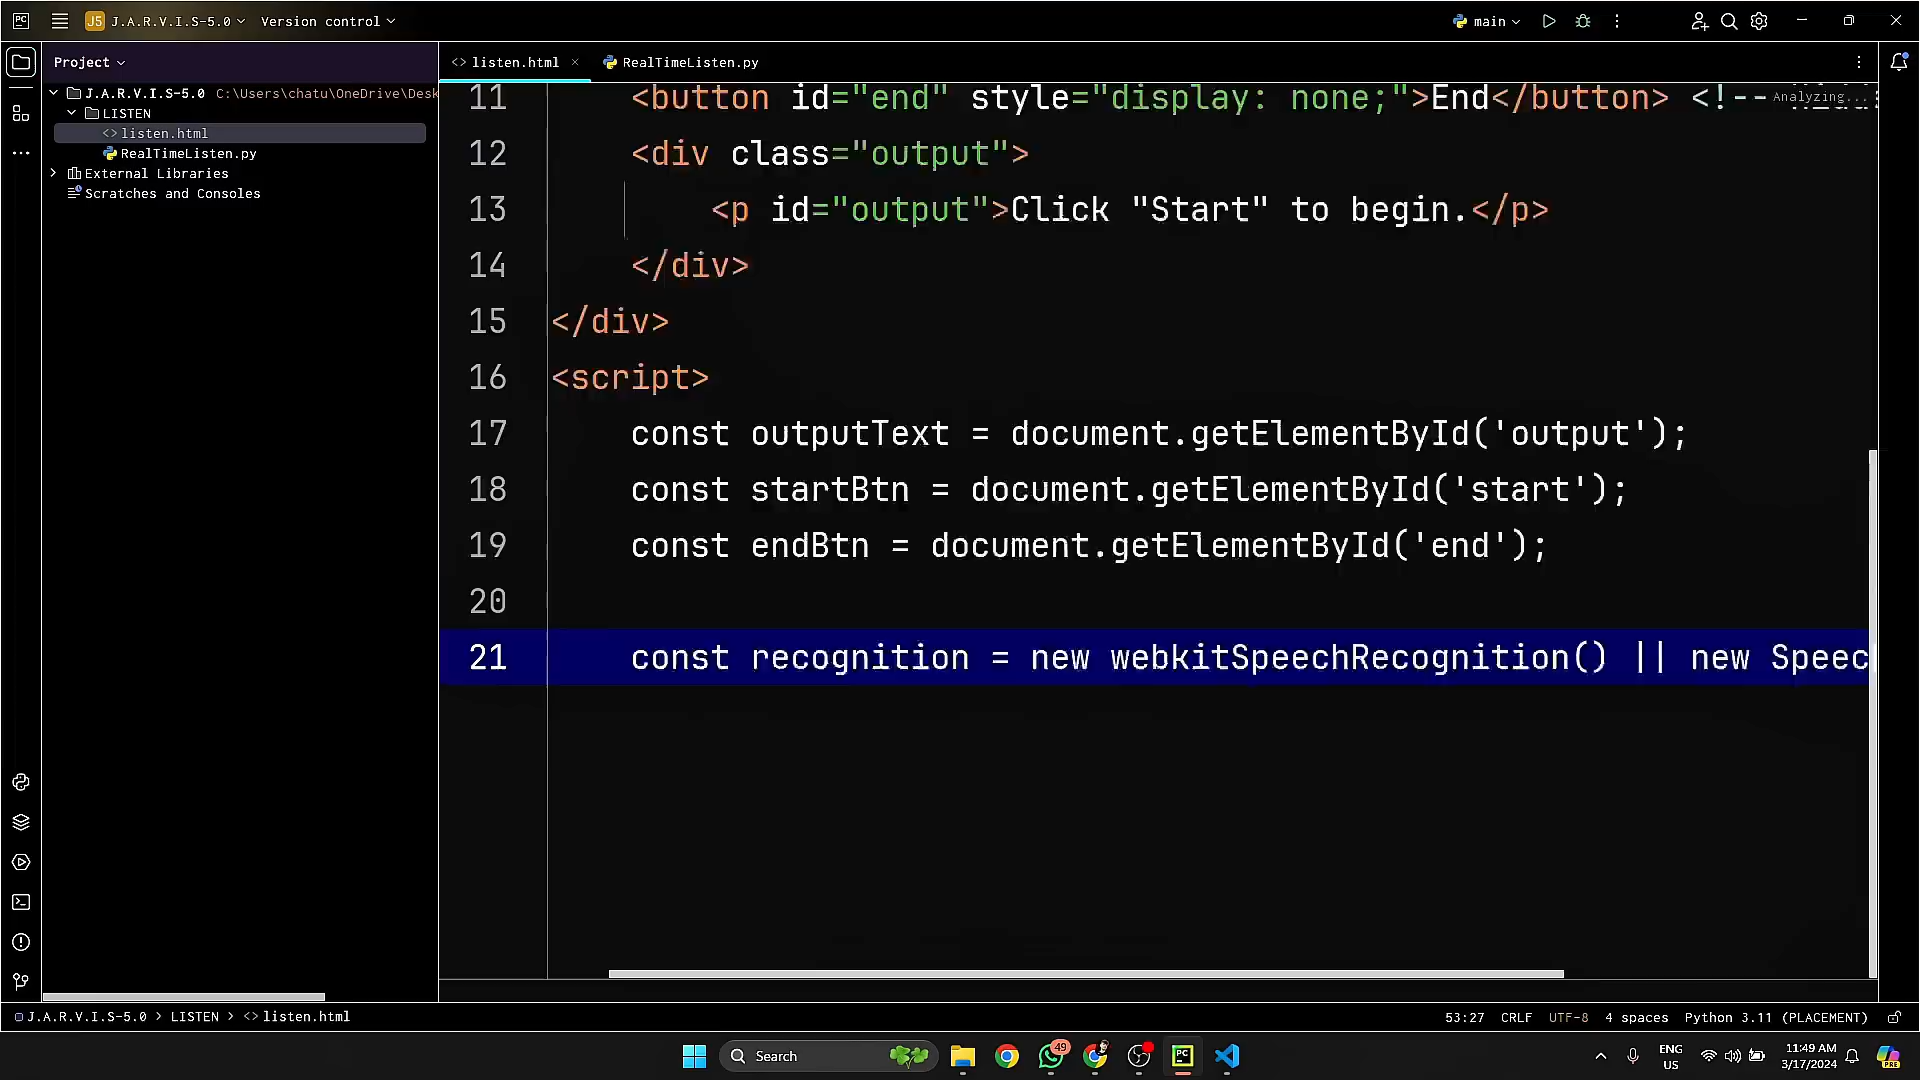 PC JS J.A.R.V.I.S-5.0 Version control main
Project
listen.html RealTimeListen.py
J.A.R.V.I.S-5.0 C:\Users\chatu\OneDrive\Desk
LISTEN
listen.html
RealTimeListen.py
External Libraries
Scratches and Consoles
11 <button id="end" style="display: none;">End</button> <!-- Analyzing...
12 <div class="output">
13 <p id="output">Click "Start" to begin.</p>
14 </div>
15 </div>
16 <script>
17 const outputText = document.getElementById('output');
18 const startBtn = document.getElementById('start');
19 const endBtn = document.getElementById('end');
20
21 const recognition = new webkitSpeechRecognition() || new Speec
J.A.R.V.I.S-5.0 > LISTEN > <> listen.html
53:27 CRLF UTF-8 4 spaces Python 3.11 (PLACEMENT)
Search
49
PC
ENG
US
11:49 AM
3/17/2024
PRE